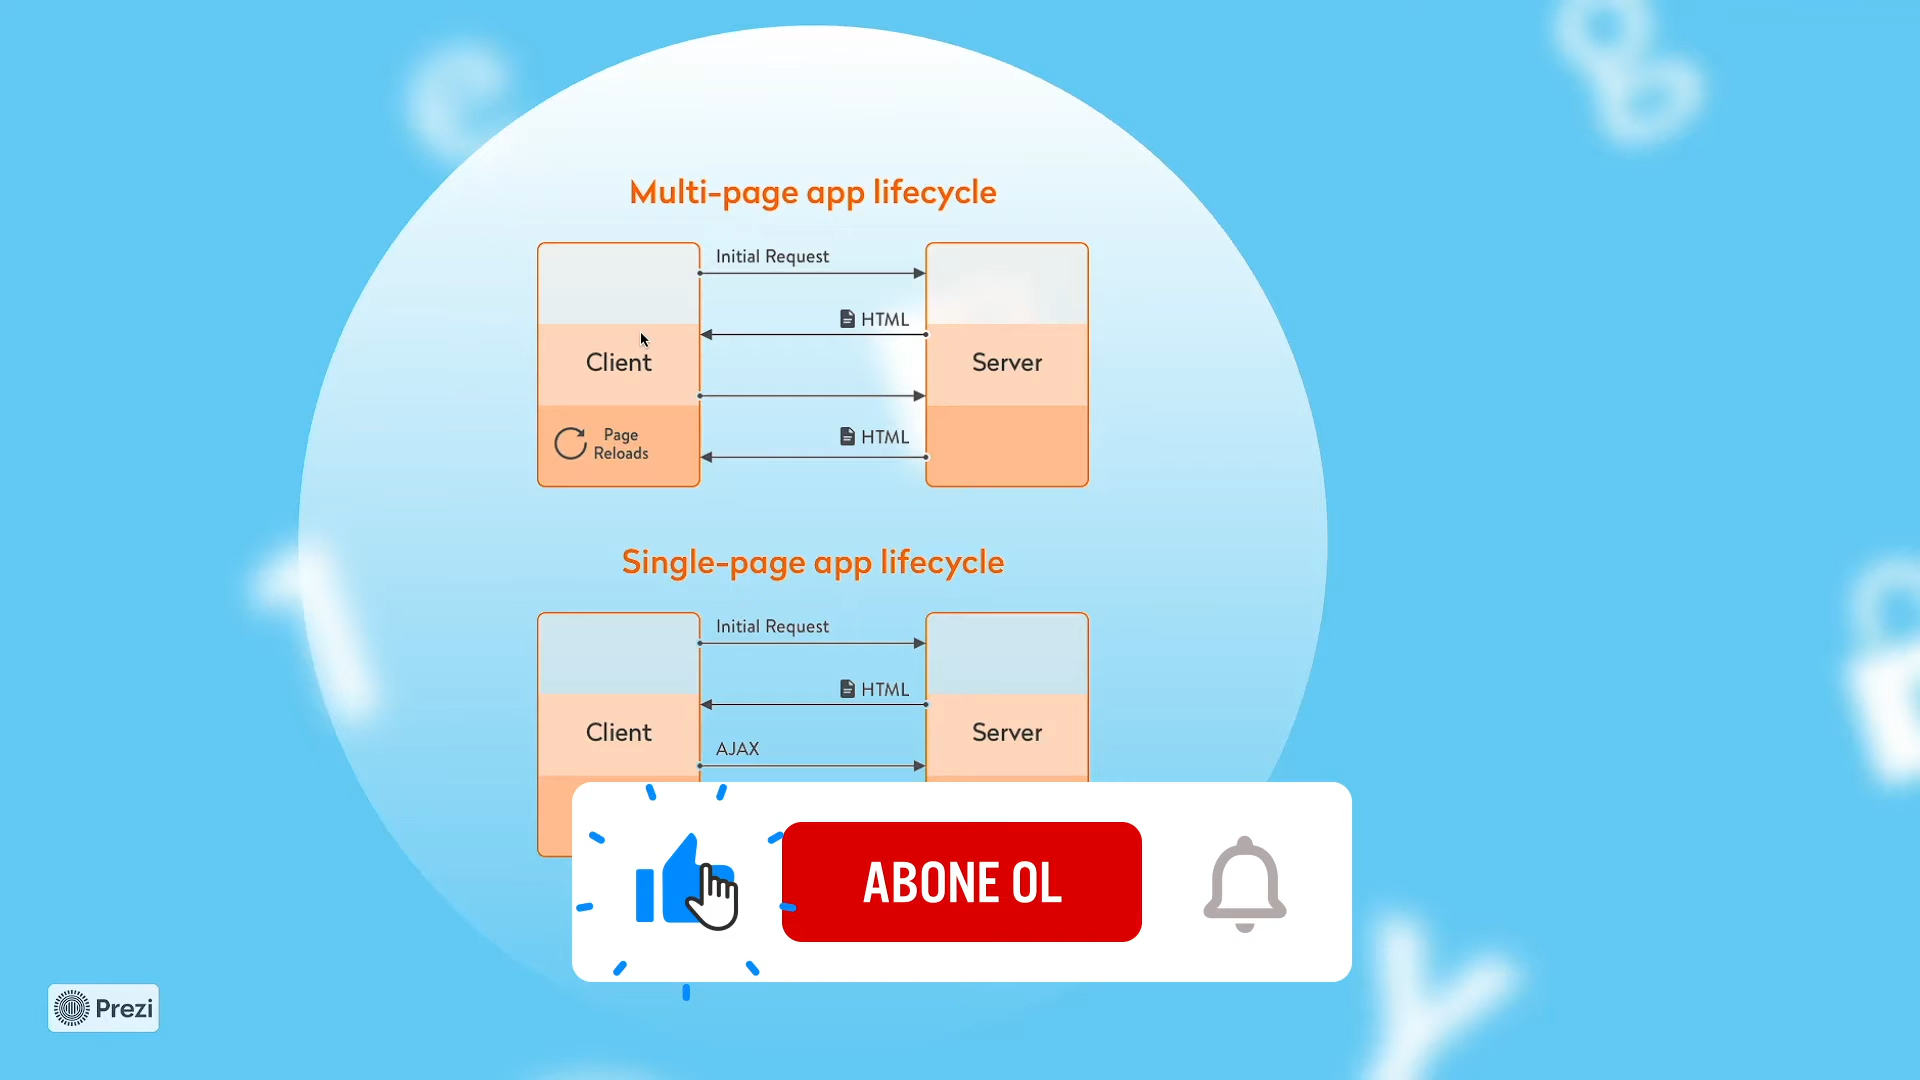 Multi-page app lifecycle
Initial Request
HTML
Client
Server
HTML
Page
Reloads
Single-page app lifecycle
Initial Request
HTML
Client
Server
AJAX
ABONE OL
Prezi